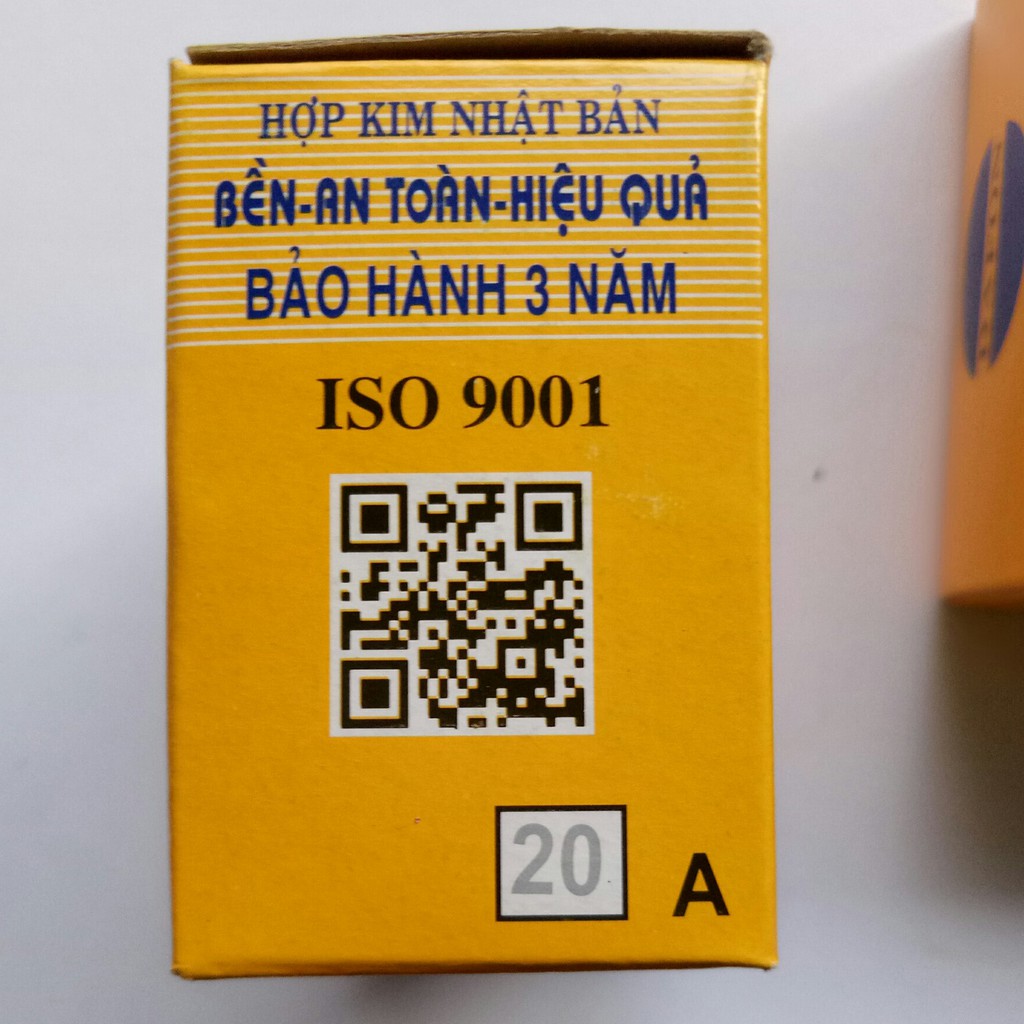 HỢP KIM NHẬT BẢN
BỀN-AN TOÀN-HIỆU QUẢ
BẢO HÀNH 3 NĂM
ISO 9001
20 A